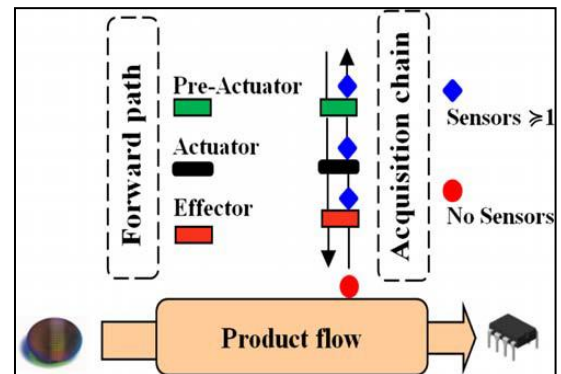 Forward path
Pre-Actuator
Actuator
Effector
Acquisition chain
Sensors ⩾1
No Sensors
Product flow